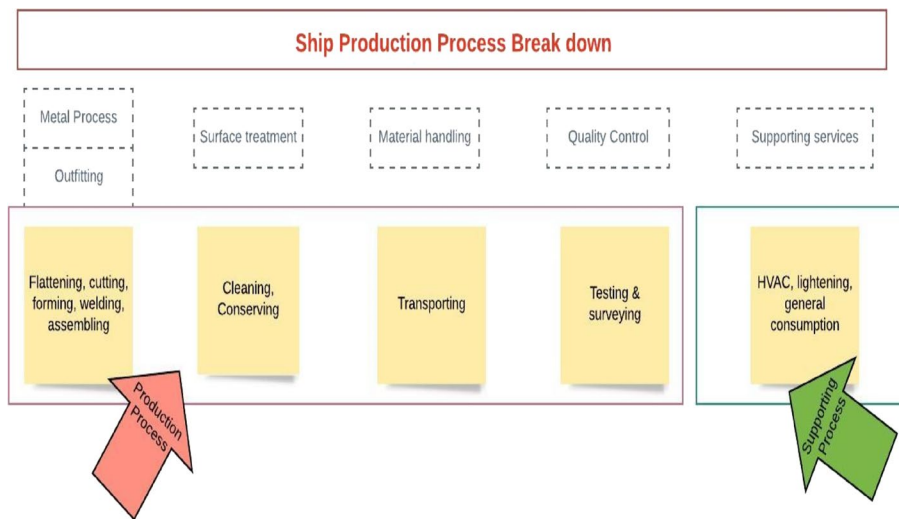 Ship Production Process Break down
Metal Process
Outfitting
Surface treatment
Material handling
Quality Control
Supporting services
Flattening, cutting,
forming, welding,
assembling
Cleaning,
Conserving
Transporting
Testing &
surveying
HVAC, lightening,
general
consumption
Production
Process
Supporting
Process